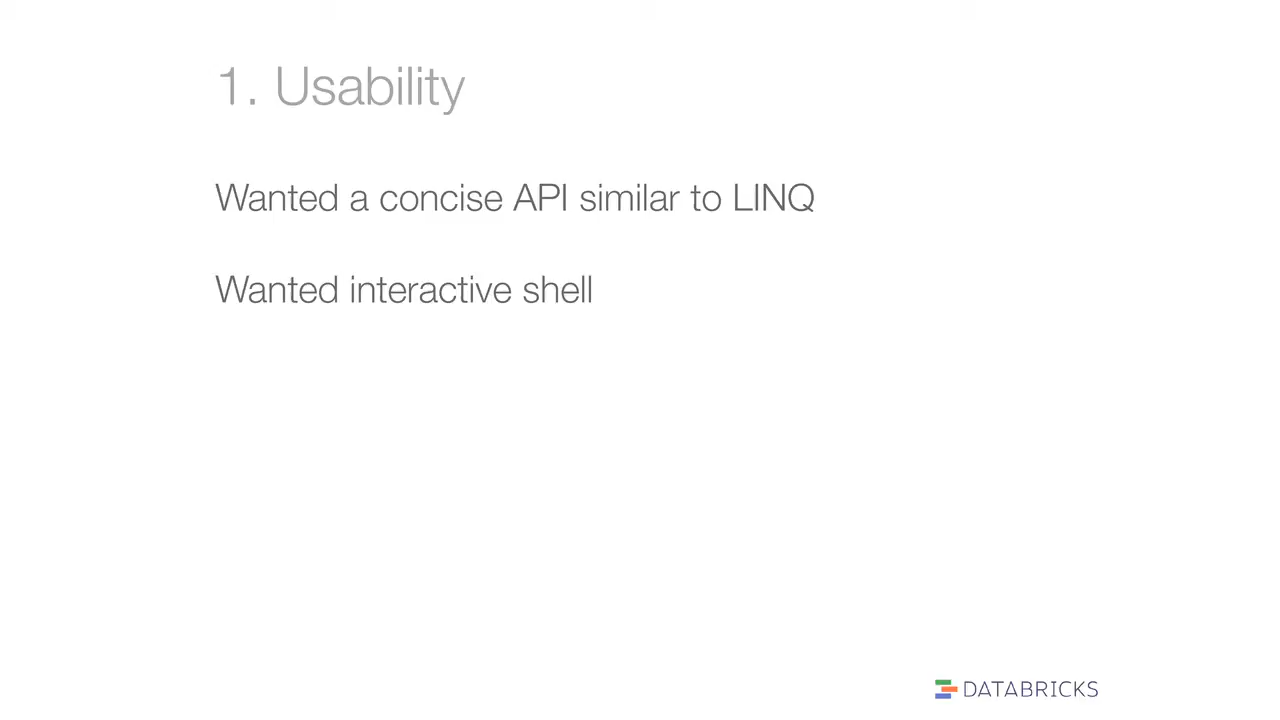 1. Usability
Wanted a concise API similar to LINQ
Wanted interactive shell
DATABRICKS